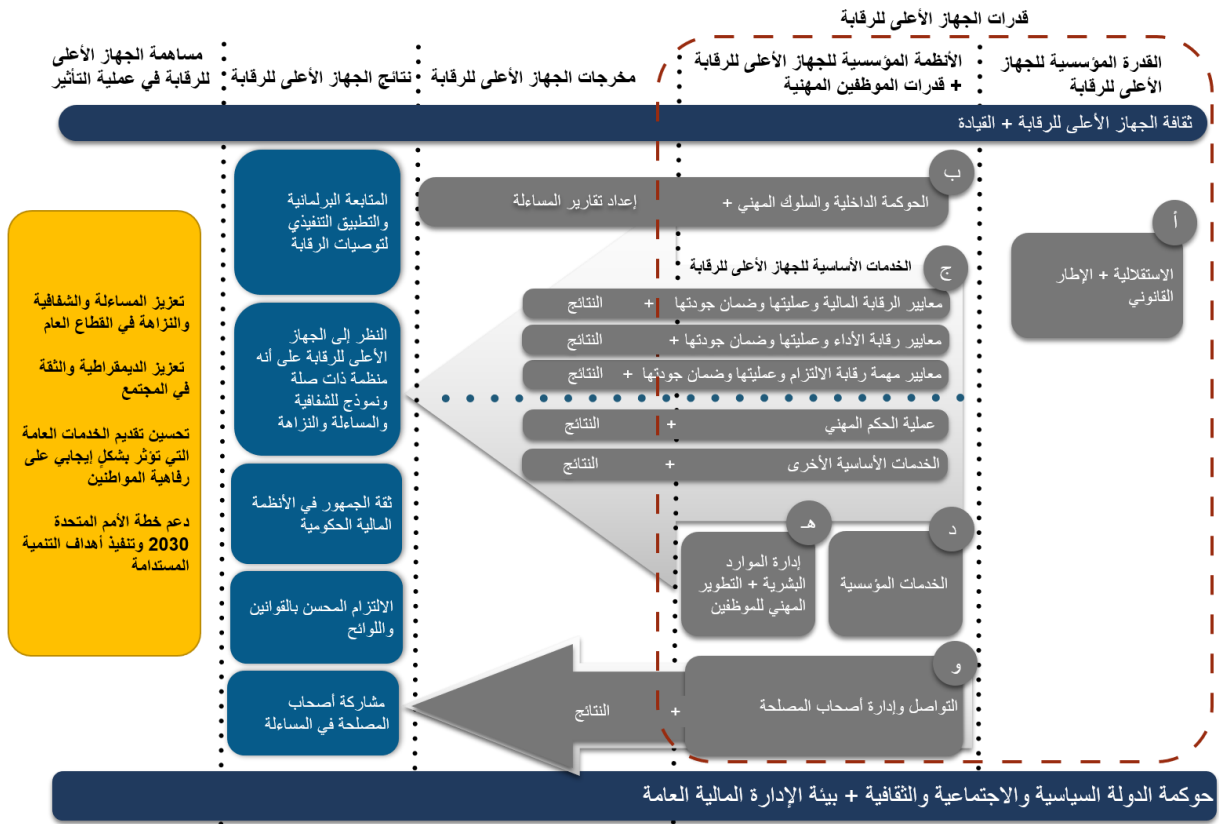 قدرات الجهاز الأعلى للرقابة
القدرة المؤسسية للجهاز
الأعلى للرقابة
الأنظمة المؤسسية للجهاز الأعلى للرقابة
+ قدرات الموظفين المهنية
مخرجات الجهاز الأعلى للرقابة
نتائج الجهاز الأعلى للرقابة
مساهمة الجهاز الأعلى
للرقابة في عملية التأثير
ثقافة الجهاز الأعلى للرقابة + القيادة
أ
الاستقلالية + الإطار
القانوني
ب
الحوكمة الداخلية والسلوك المهني + إعداد تقارير المساءلة
ج
الخدمات الأساسية للجهاز الأعلى للرقابة
معايير الرقابة المالية وعمليتها وضمان جودتها + النتائج
معايير رقابة الأداء وعمليتها وضمان جودتها + النتائج
معايير مهمة رقابة الالتزام وعمليتها وضمان جودتها + النتائج
عملية الحكم المهني + النتائج
الخدمات الأساسية الأخرى + النتائج
د
الخدمات المؤسسية
هـ
إدارة الموارد
البشرية + التطوير
المهني للموظفين
و
التواصل وإدارة أصحاب المصلحة + النتائج
المتابعة البرلمانية
والتطبيق التنفيذي
لتوصيات الرقابة
النظر إلى الجهاز
الأعلى للرقابة على أنه
منظمة ذات صلة
ونموذج للشفافية
والمساءلة والنزاهة
ثقة الجمهور في الأنظمة
المالية الحكومية
الالتزام المحسن بالقوانين
واللوائح
مشاركة أصحاب
المصلحة في المساءلة
تعزيز المساءلة والشفافية
والنزاهة في القطاع العام
تعزيز الديمقراطية والثقة
في المجتمع
تحسين تقديم الخدمات العامة
التي تؤثر بشكلٍ إيجابي على
رفاهية المواطنين
دعم خطة الأمم المتحدة
2030 وتنفيذ أهداف التنمية
المستدامة
حوكمة الدولة السياسية والاجتماعية والثقافية + بيئة الإدارة المالية العامة